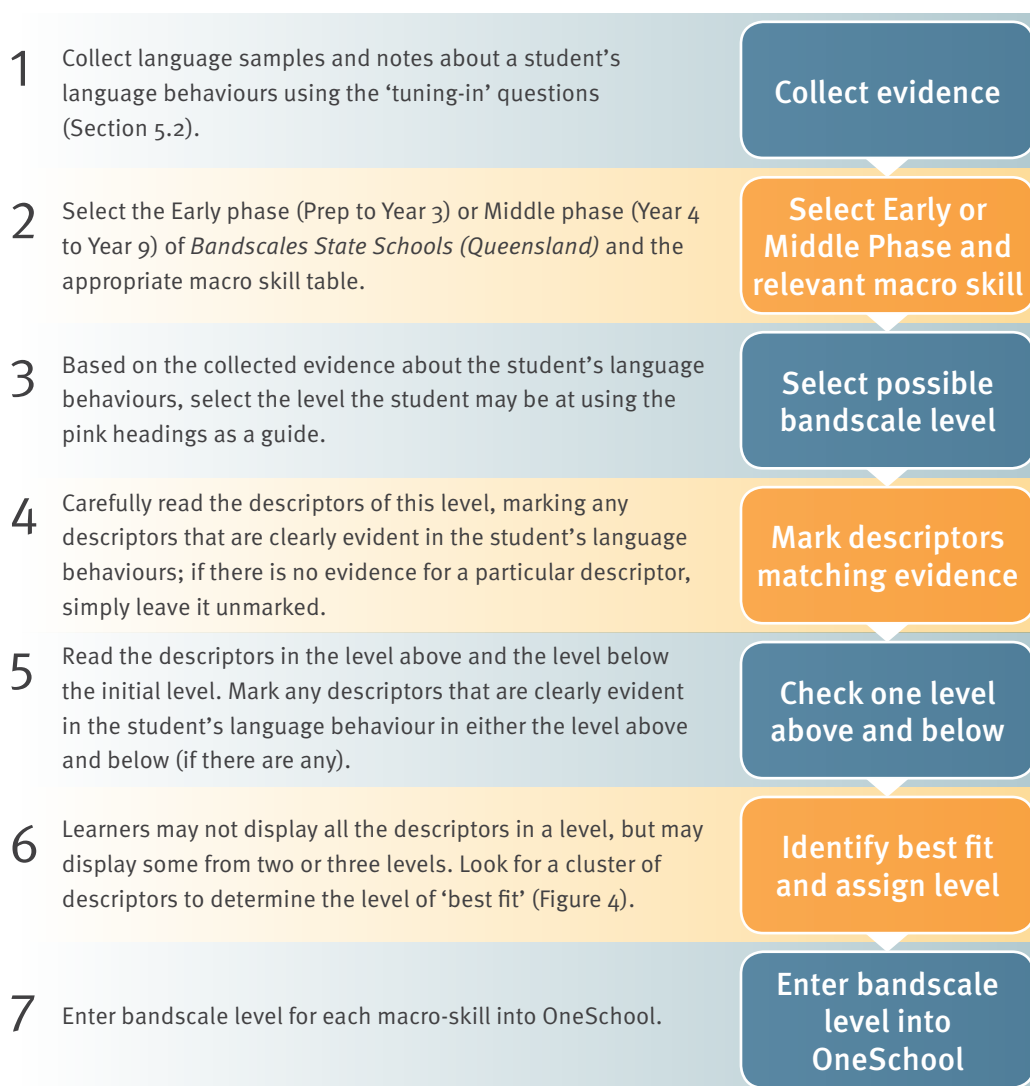 1
Collect language samples and notes about a student’s
language behaviours using the ‘tuning-in’ questions
(Section 5.2).
Collect evidence
2
Select the Early phase (Prep to Year 3) or Middle phase (Year 4
to Year 9) of Bandscales State Schools (Queensland) and the
appropriate macro skill table.
Select Early or
Middle Phase and
relevant macro skill
3
Based on the collected evidence about the student’s language
behaviours, select the level the student may be at using the
pink headings as a guide.
Select possible
bandscale level
4
Carefully read the descriptors of this level, marking any
descriptors that are clearly evident in the student’s language
behaviours; if there is no evidence for a particular descriptor,
simply leave it unmarked.
Mark descriptors
matching evidence
5
Read the descriptors in the level above and the level below
the initial level. Mark any descriptors that are clearly evident
in the student’s language behaviour in either the level above
and below (if there are any).
Check one level
above and below
6
Learners may not display all the descriptors in a level, but may
display some from two or three levels. Look for a cluster of
descriptors to determine the level of ‘best fit’ (Figure 4).
Identify best fit
and assign level
7
Enter bandscale level for each macro-skill into OneSchool.
Enter bandscale
level into
OneSchool